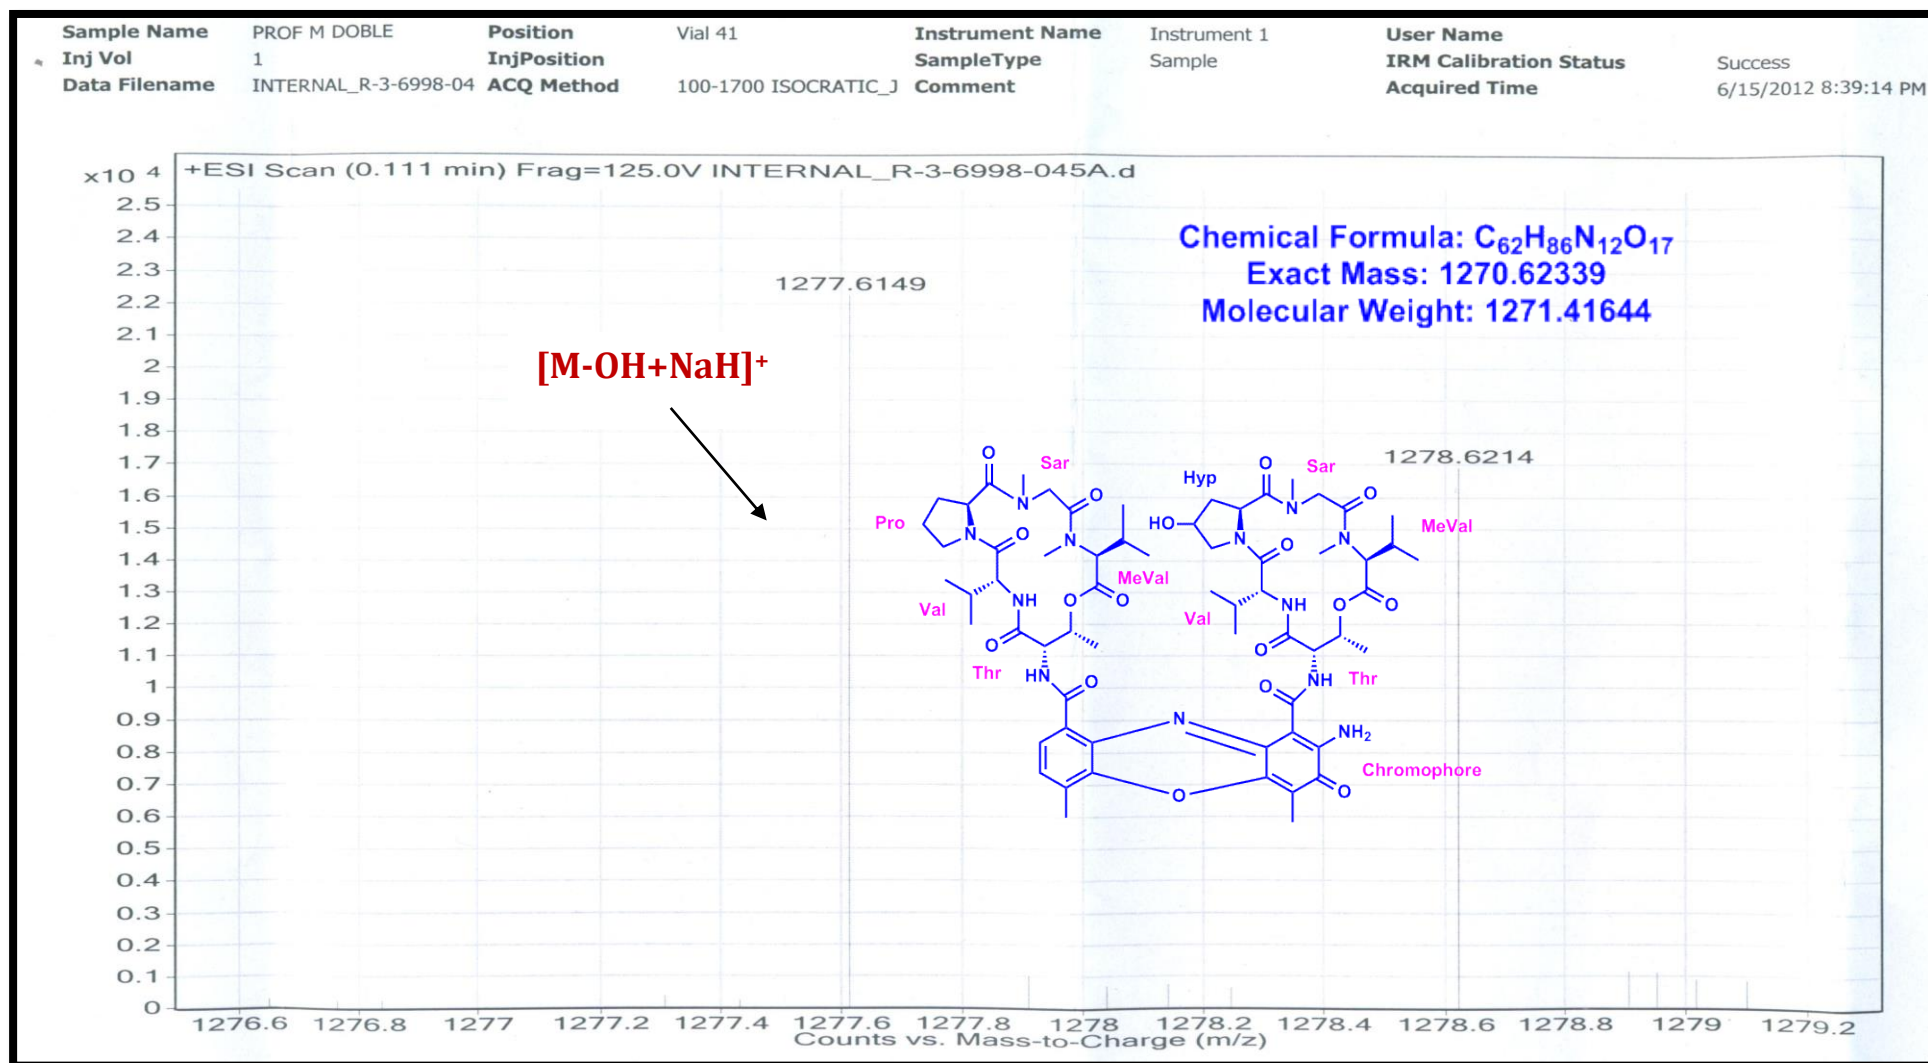 Sample Name PROF M DOBLE Position Vial 41 Instrument Name Instrument 1 User Name
Inj Vol 1 InjPosition SampleType Sample IRM Calibration Status Success
Data Filename INTERNAL_R-3-6998-04 ACQ Method 100-1700 ISOCRATIC_J Comment Acquired Time 6/15/2012 8:39:14 PM
x10 4
+ESI Scan (0.111 min) Frag=125.0V INTERNAL_R-3-6998-045A.d
2.5
2.4
2.3
2.2
2.1
2
1.9
1.8
1.7
1.6
1.5
1.4
1.3
1.2
1.1
1
0.9
0.8
0.7
0.6
0.5
0.4
0.3
0.2
0.1
0
Chemical Formula: C62H86N12O17
Exact Mass: 1270.62339
Molecular Weight: 1271.41644
1277.6149
[M-OH+NaH]+
1278.6214
O Sar Hyp O Sar
N O N O
Pro HO MeVal
N O N N O N
MeVal
Val NH O O Val NH O O
O O
Thr HN O O NH Thr
N NH2
Chromophore
O O
1276.6 1276.8 1277 1277.2 1277.4 1277.6 1277.8 1278 1278.2 1278.4 1278.6 1278.8 1279 1279.2
Counts vs. Mass-to-Charge (m/z)